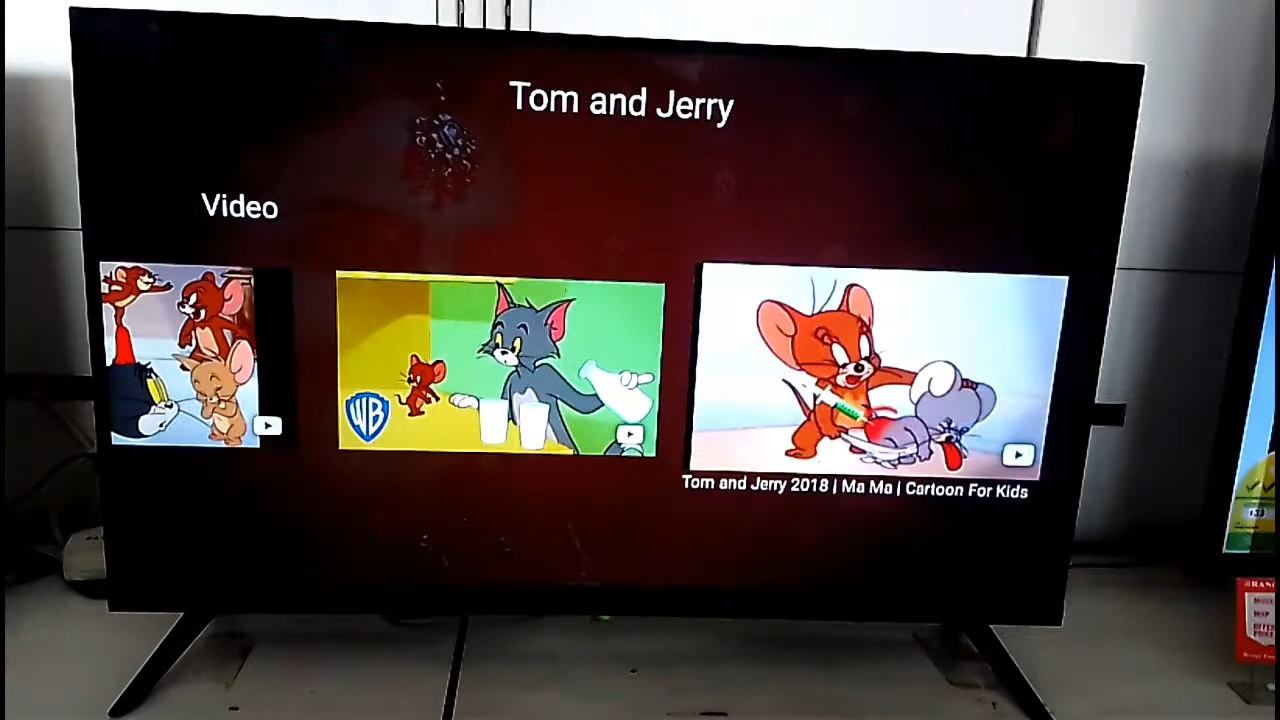 Tom and Jerry
Video
WB
Tom and Jerry 2018 | Ma Ma | Cartoon For Kids